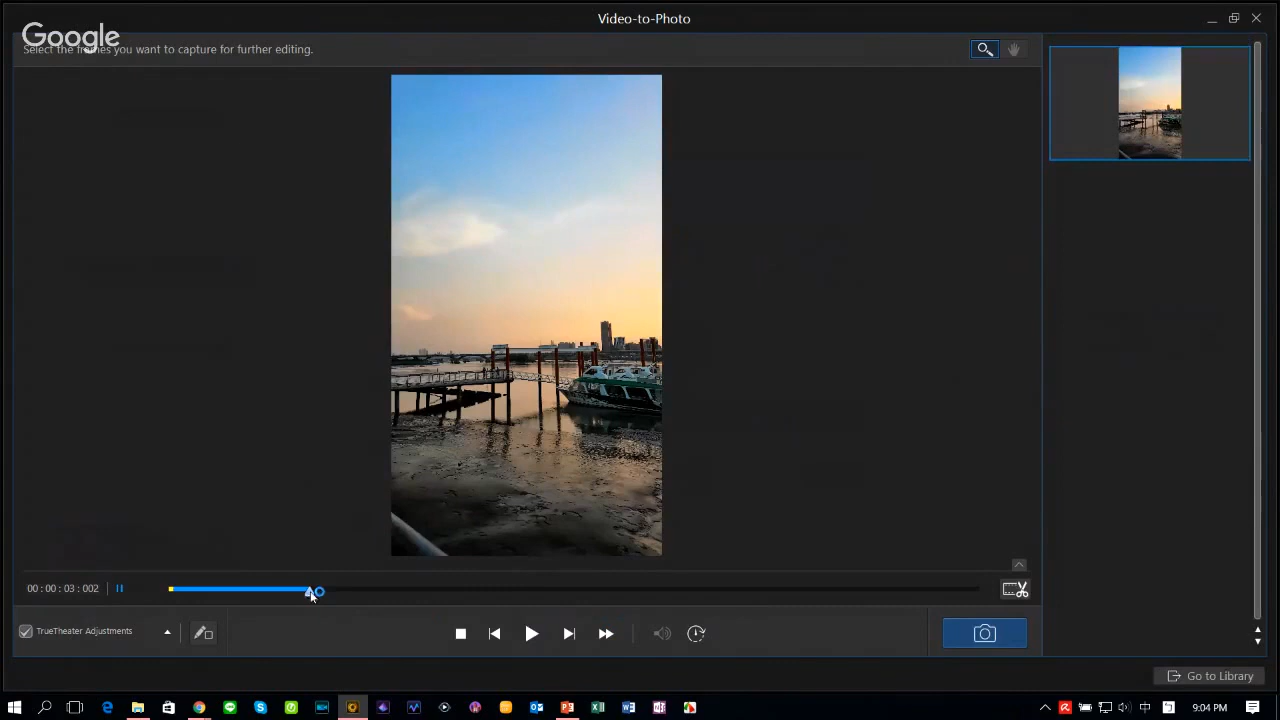 Video-to-Photo
Google
Select the frames you want to capture for further editing.
00 : 00 : 03 : 002
TrueTheater Adjustments
Go to Library
中
9:04 PM